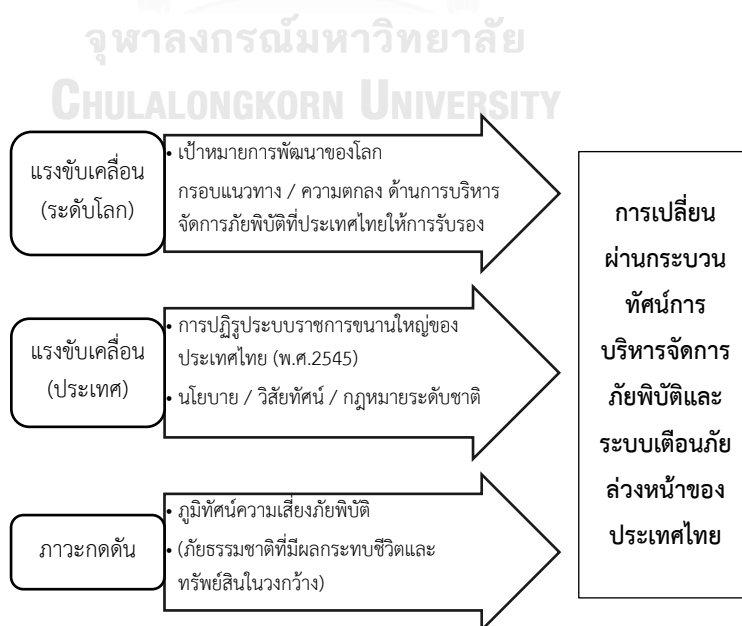 จุฬาลงกรณ์มหาวิทยาลัย
CHULALONGKORN UNIVERSITY
แรงขับเคลื่อน
(ระดับโลก)
• เป้าหมายการพัฒนาของโลก
กรอบแนวทาง / ความตกลง ด้านการบริหาร
จัดการภัยพิบัติที่ประเทศไทยให้การรับรอง
แรงขับเคลื่อน
(ประเทศ)
• การปฏิรูประบบราชการขนานใหญ่ของ
ประเทศไทย (พ.ศ.2545)
• นโยบาย / วิสัยทัศน์ / กฎหมายระดับชาติ
ภาวะกดดัน
• ภูมิทัศน์ความเสี่ยงภัยพิบัติ
• (ภัยธรรมชาติที่มีผลกระทบชีวิตและ
ทรัพย์สินในวงกว้าง)
การเปลี่ยน
ผ่านกระบวน
ทัศน์การ
บริหารจัดการ
ภัยพิบัติและ
ระบบเตือนภัย
ล่วงหน้าของ
ประเทศไทย